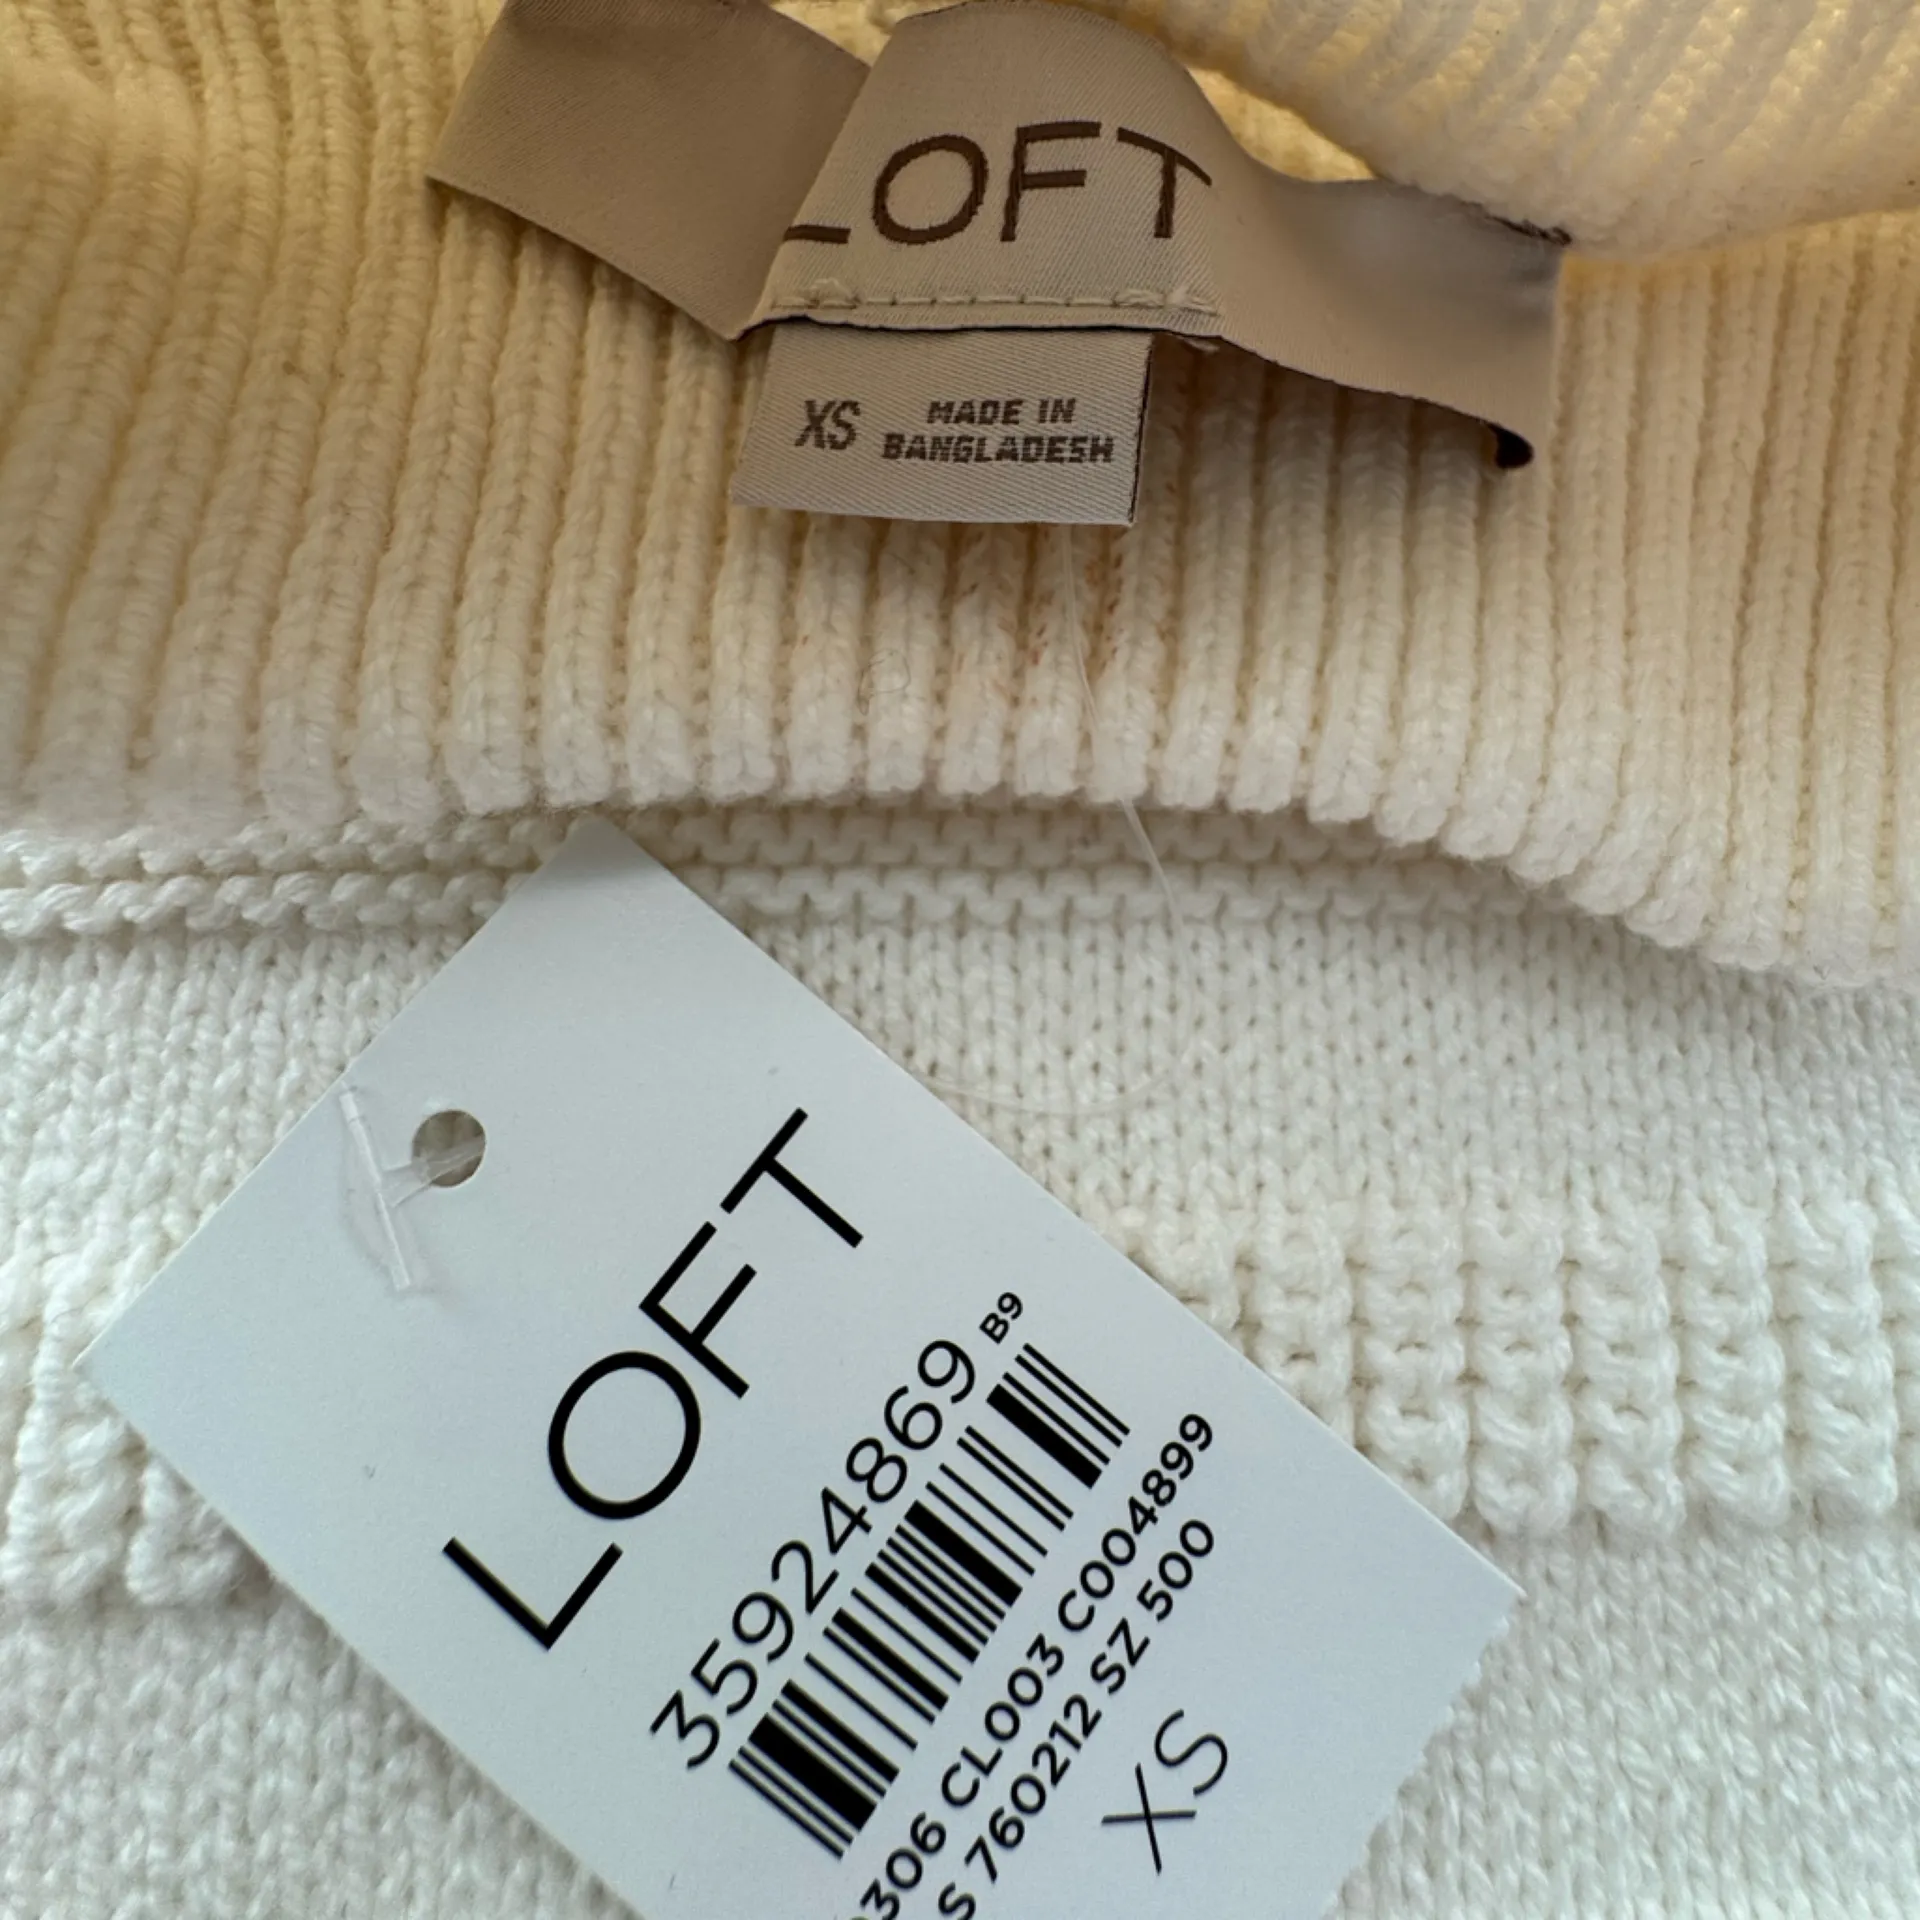 LOFT
XS
MADE IN
BANGLADESH
LOFT
35924869 B9
306 CL003 C004899
S 760212 SZ 500
XS